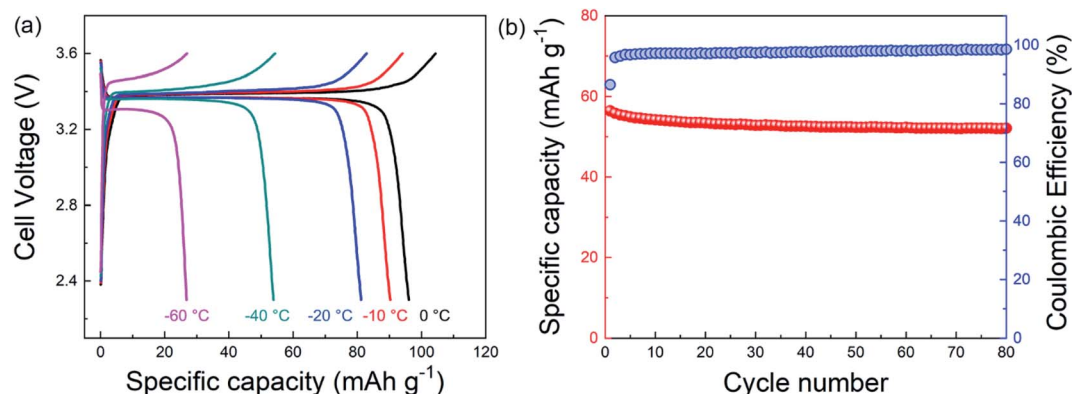 (a)
Cell Voltage (V)
3.6
3.2
2.8
2.4
-60 °C
-40 °C
-20 °C
-10 °C
0 °C
0
20
40
60
80
100
120
Specific capacity (mAh g⁻¹)
(b)
Specific capacity (mAh g⁻¹)
80
60
40
20
0
100
80
60
40
20
0
Coulombic Efficiency (%)
0
10
20
30
40
50
60
70
80
Cycle number